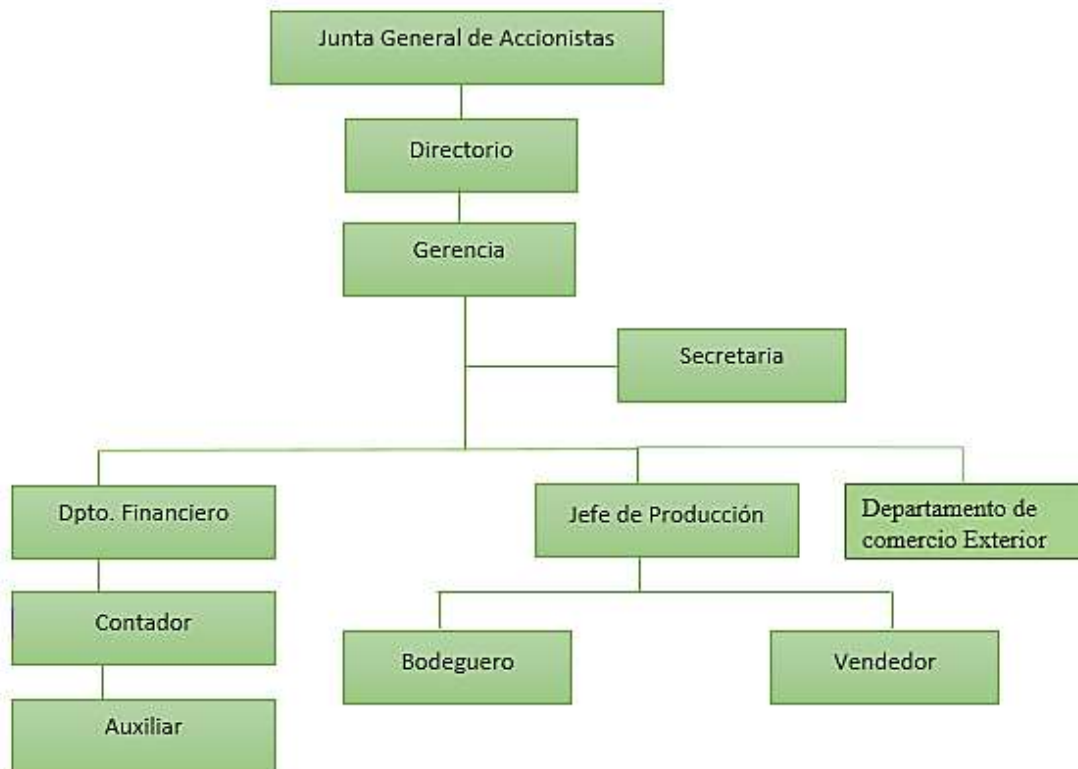 Junta General de Accionistas
Directorio
Gerencia
Secretaria
Dpto. Financiero
Jefe de Producción
Departamento de
comercio Exterior
Contador
Bodeguero
Vendedor
Auxiliar